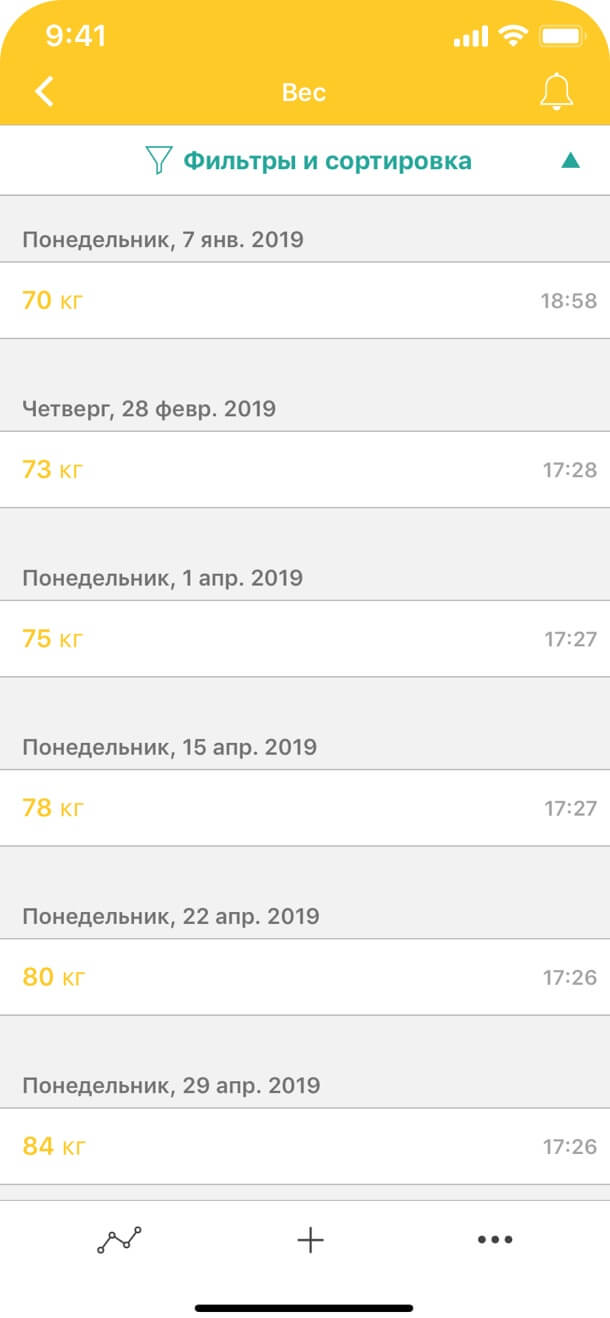 9:41
Вес
Фильтры и сортировка
Понедельник, 7 янв. 2019
70 кг 18:58
Четверг, 28 февр. 2019
73 кг 17:28
Понедельник, 1 апр. 2019
75 кг 17:27
Понедельник, 15 апр. 2019
78 кг 17:27
Понедельник, 22 апр. 2019
80 кг 17:26
Понедельник, 29 апр. 2019
84 кг 17:26